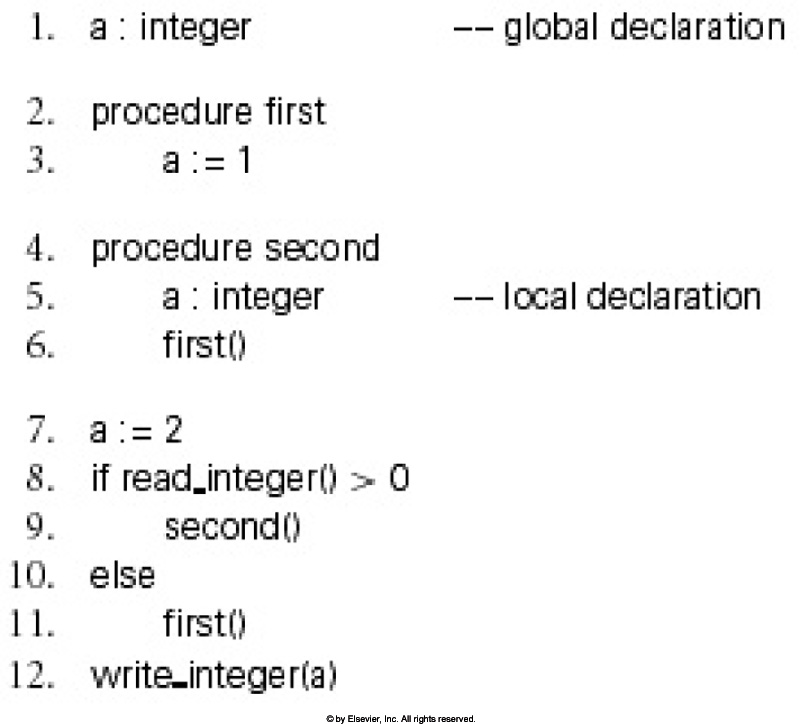 1. a : integer -- global declaration
2. procedure first
3. a := 1
4. procedure second
5. a : integer -- local declaration
6. first()
7. a := 2
8. if read_integer() > 0
9. second()
10. else
11. first()
12. write_integer(a)
© by Elsevier, Inc. All rights reserved.